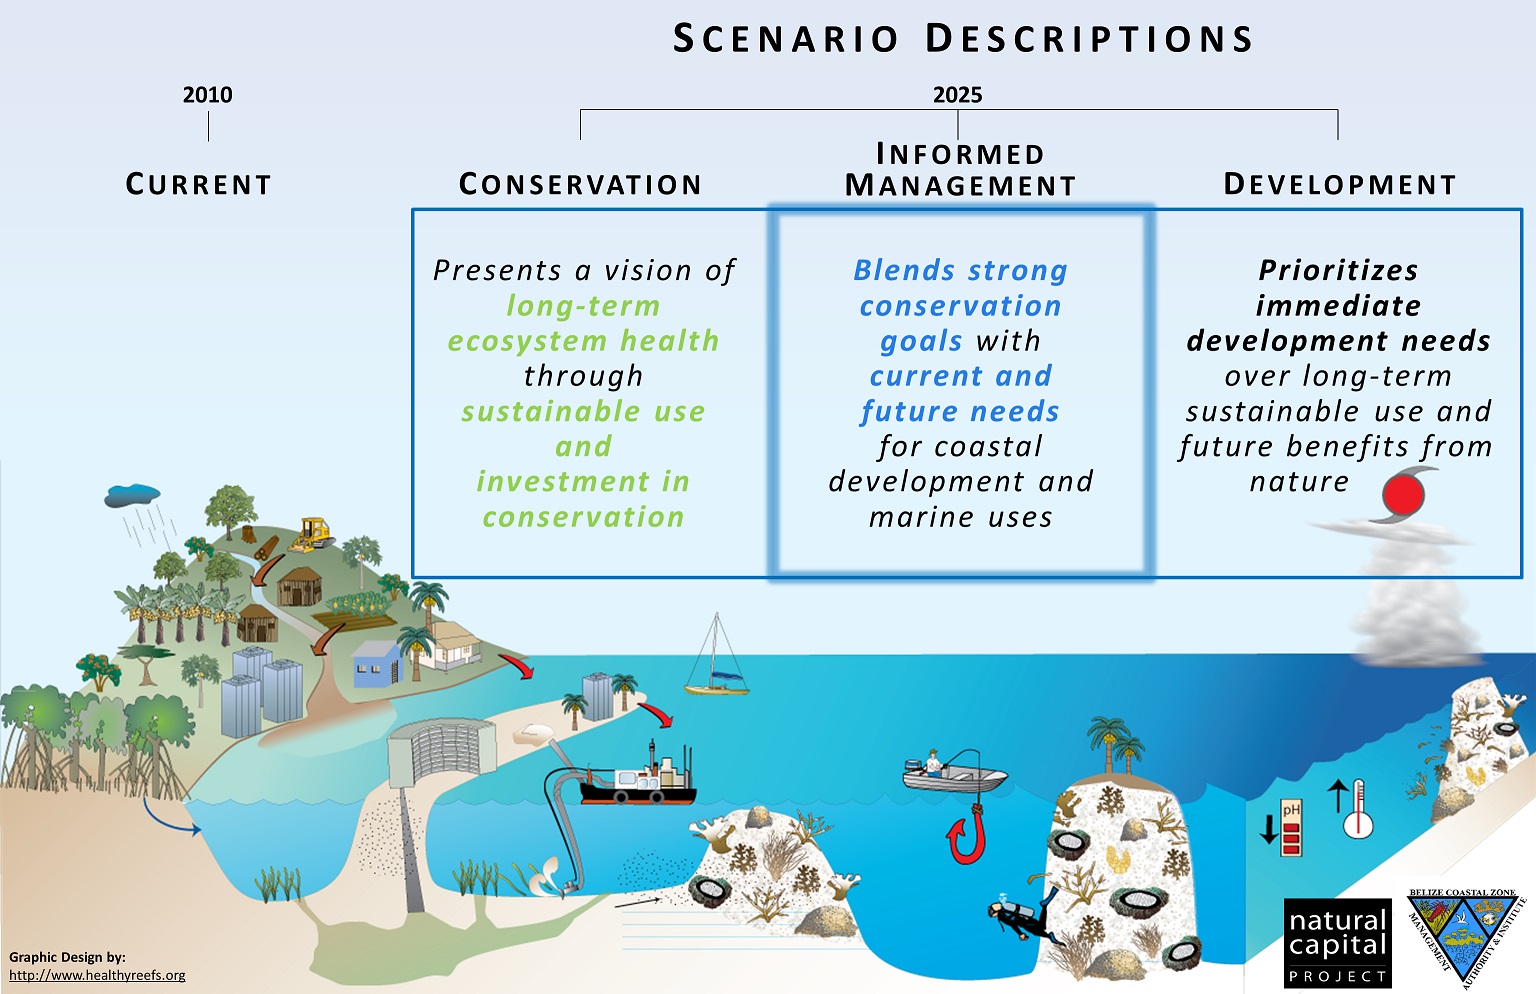 SCENARIO DESCRIPTIONS
2010
2025
CURRENT
CONSERVATION
INFORMED
MANAGEMENT
DEVELOPMENT
Presents a vision of
long-term
ecosystem health
through
sustainable use
and
investment in
conservation
Blends strong
conservation
goals with
current and
future needs
for coastal
development and
marine uses
Prioritizes
immediate
development needs
over long-term
sustainable use and
future benefits from
nature
pH
Graphic Design by:
http://www.healthyreefs.org
natural
capital
PROJECT
BELIZE COASTAL ZONE
MANAGEMENT
AUTHORITY & INSTITUTE